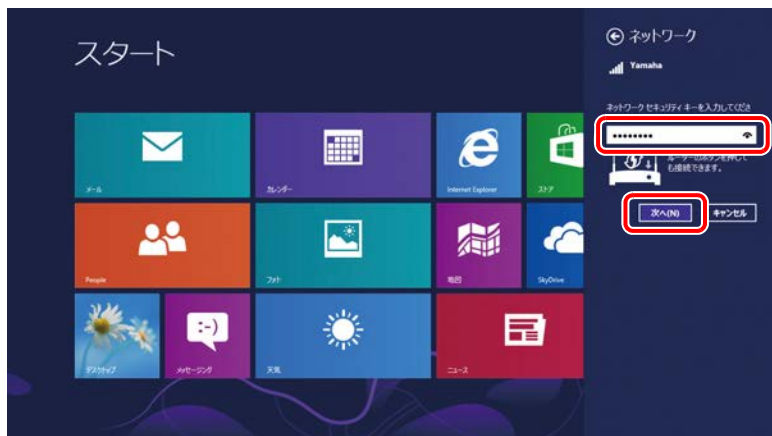 スタート
ネットワーク
Yamaha
ネットワーク セキュリティ キーを入力してくださ
••••••••
ルーターのボタンを押して
も接続できます。
次へ(N)
キャンセル
メール
カレンダー
Internet Explorer
ストア
People
フォト
地図
SkyDrive
デスクトップ
:-)
メッセージング
天気
ニュース